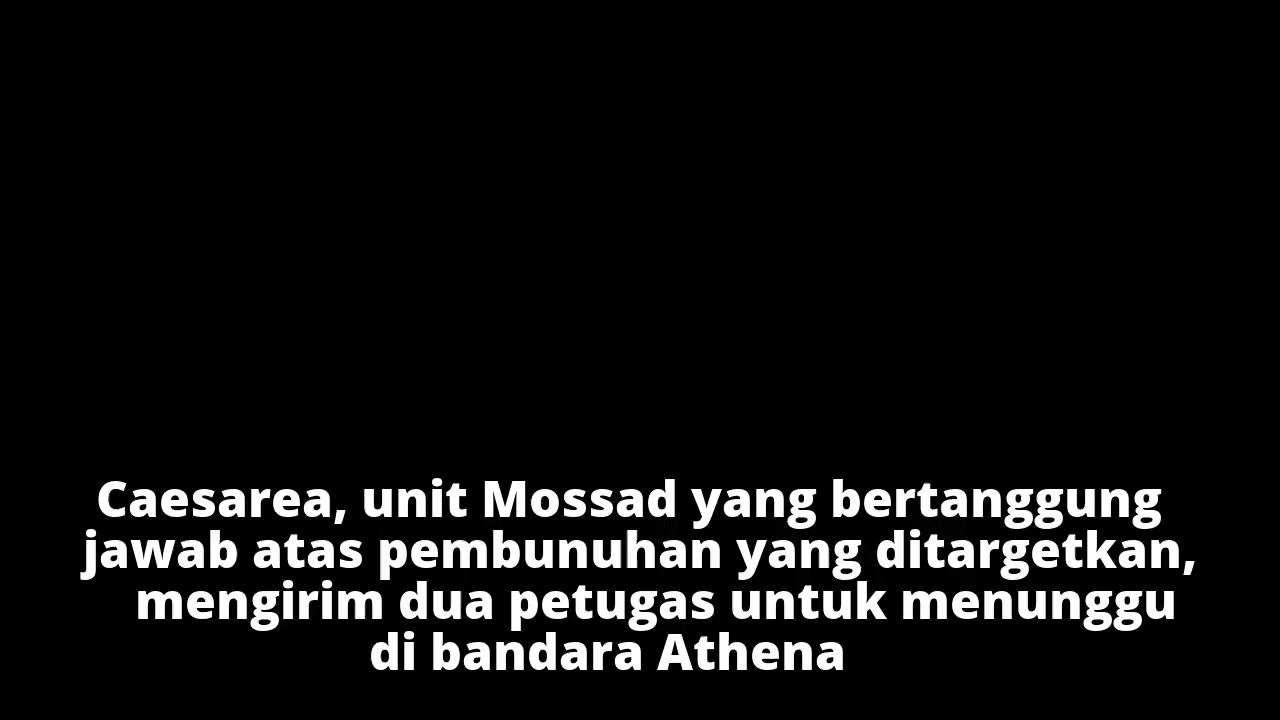 Caesarea, unit Mossad yang bertanggung
jawab atas pembunuhan yang ditargetkan,
mengirim dua petugas untuk menunggu
di bandara Athena